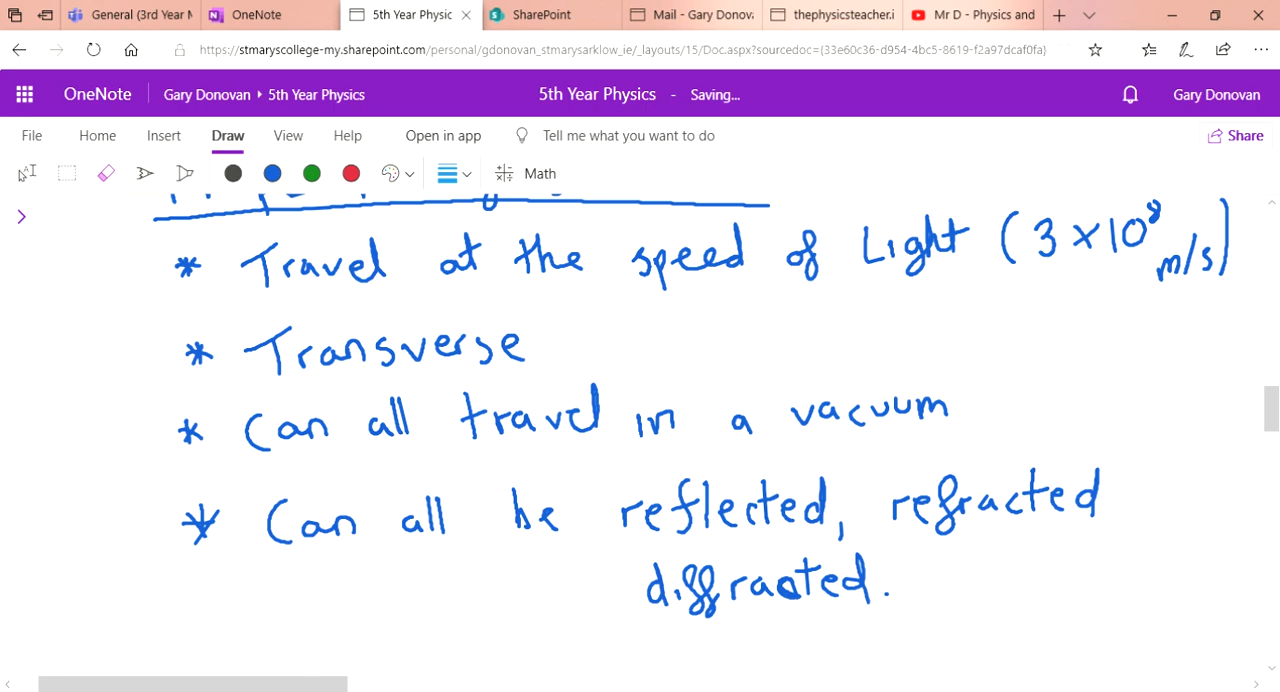 General (3rd Year M
OneNote
5th Year Physic
SharePoint
Mail - Gary Donova
thephysicsteacher.i
Mr D - Physics and
https://stmaryscollege-my.sharepoint.com/personal/gdonovan_stmarysarklow_ie/_layouts/15/Doc.aspx?sourcedoc={33e60c36-d954-4bc5-8619-f2a97dcaf0fa}
OneNote
Gary Donovan ▸ 5th Year Physics
5th Year Physics - Saving...
Gary Donovan
File Home Insert Draw View Help Open in app Tell me what you want to do Share
Math
* Travel at the speed of Light (3 × 10⁸ m/s)
* Transverse
* Can all travel in a vacuum
* Can all be reflected, refracted
diffracted.